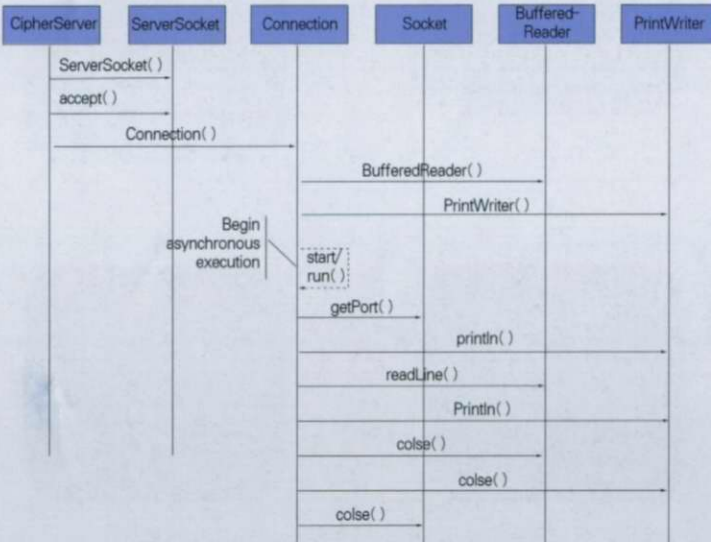 CipherServer
ServerSocket
Connection
Socket
Buffered-
Reader
PrintWriter
ServerSocket( )
accept( )
Connection( )
BufferedReader( )
PrintWriter( )
Begin
asynchronous
execution
start/
run( )
getPort( )
println( )
readLine( )
Println( )
colse( )
colse( )
colse( )